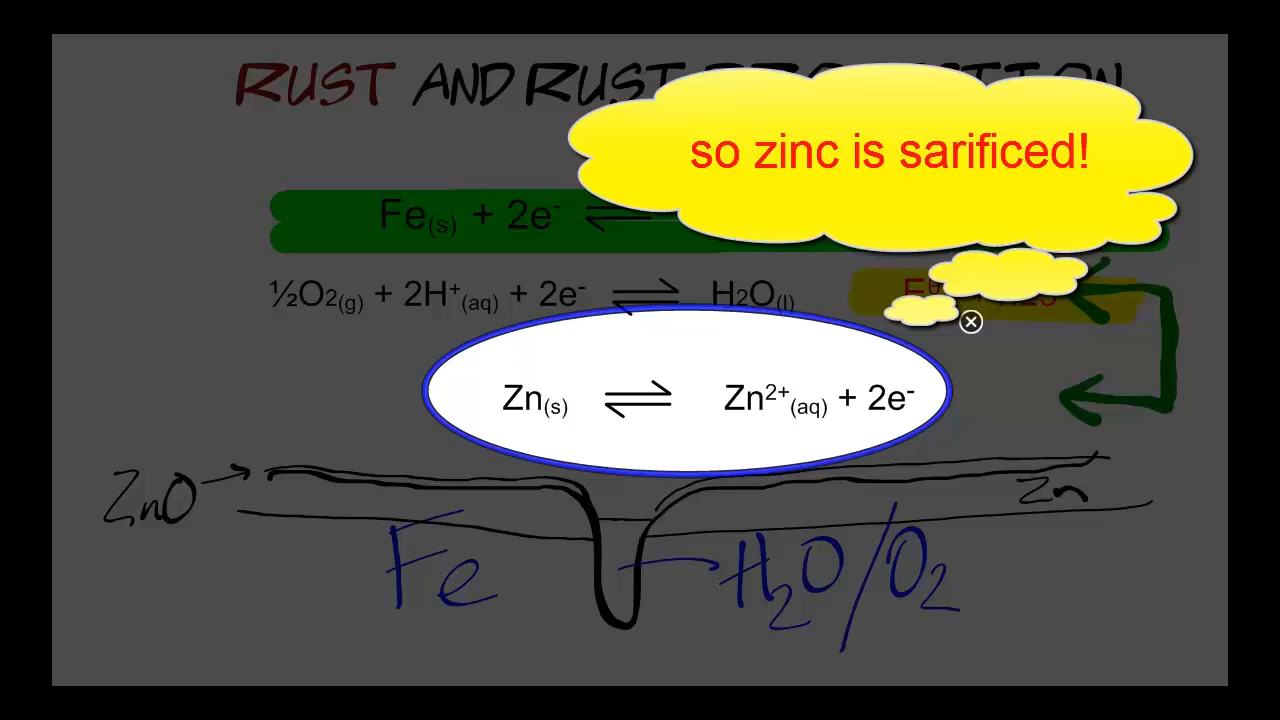 RUST AND RUST
so zinc is sarificed!
Fe(s) + 2e⁻ ⇌
½O2(g) + 2H⁺(aq) + 2e⁻ ⇌ H2O(l)
Zn(s) ⇌ Zn²⁺(aq) + 2e⁻
ZnO
Zn
Fe
H₂O/O₂